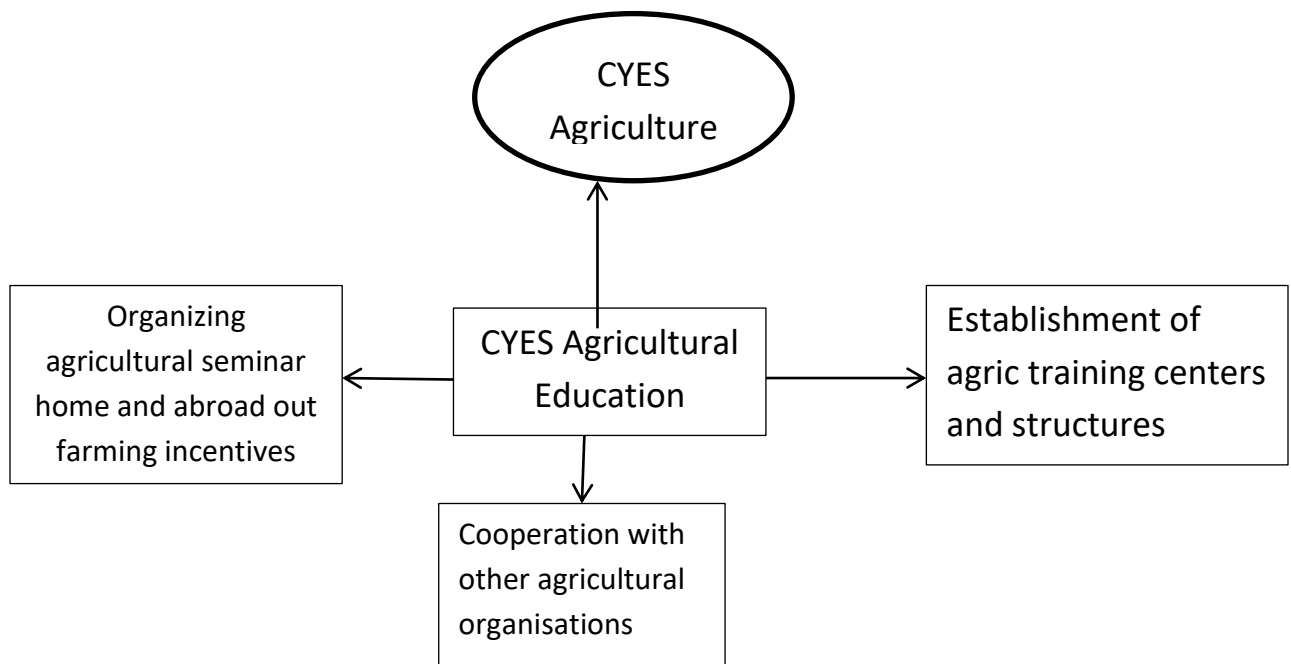 CYES
Agriculture
Organizing
agricultural seminar
home and abroad out
farming incentives
CYES Agricultural
Education
Establishment of
agric training centers
and structures
Cooperation with
other agricultural
organisations